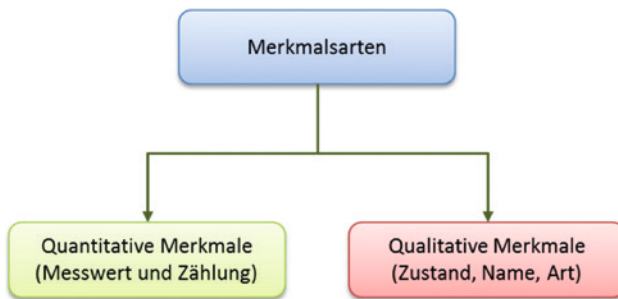 Merkmalsarten
Quantitative Merkmale
(Messwert und Zählung)
Qualitative Merkmale
(Zustand, Name, Art)